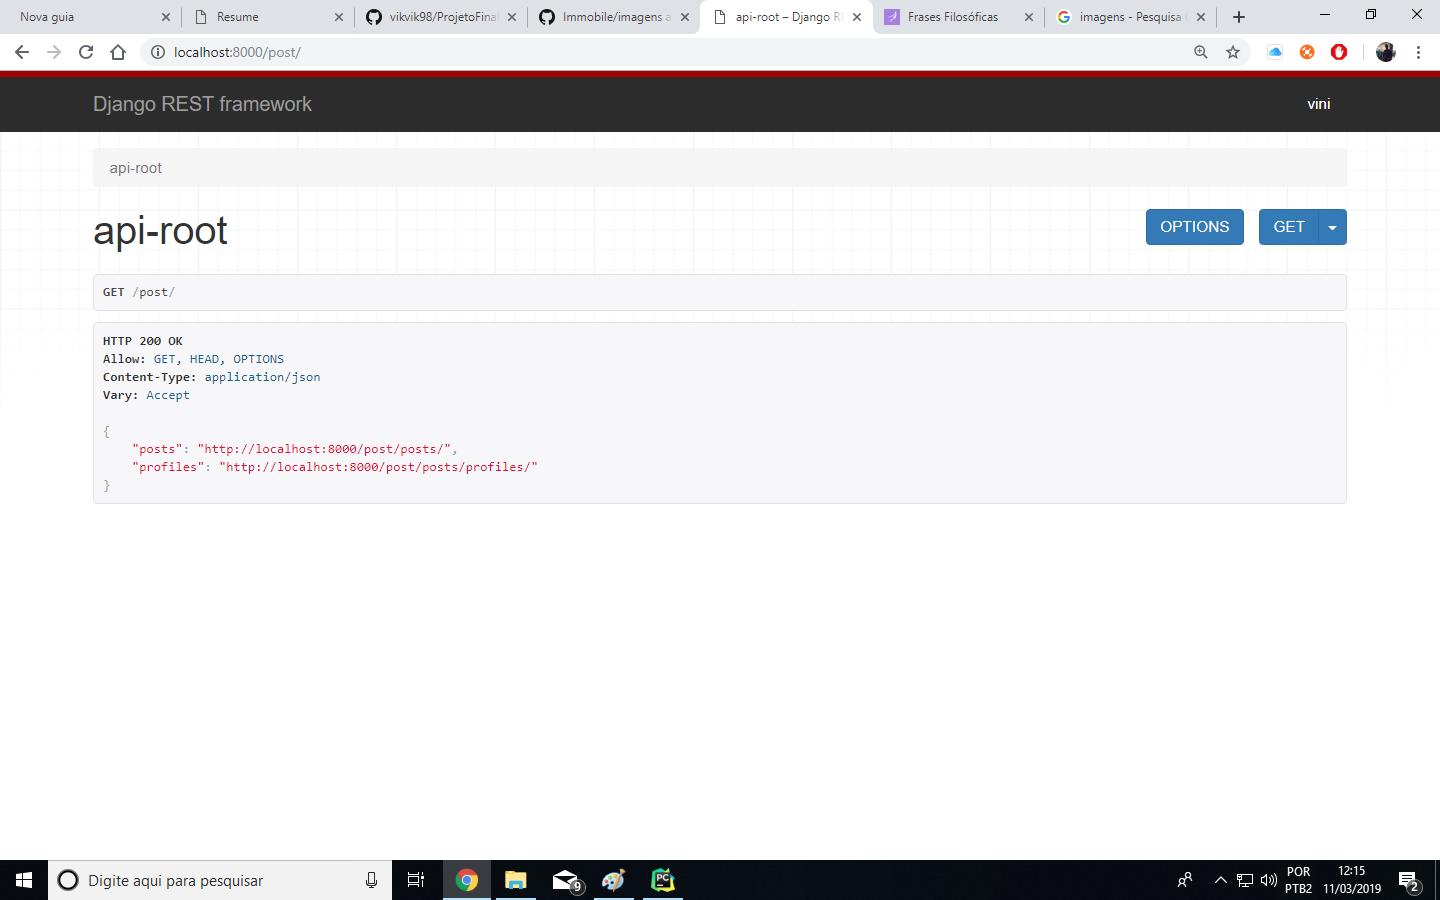 Nova guia
Resume
vikvik98/ProjetoFinal
Immobile/imagens a
api-root – Django RE
Frases Filosóficas
imagens - Pesquisa
localhost:8000/post/
Django REST framework
vini
api-root
api-root
OPTIONS
GET
GET /post/
HTTP 200 OK
Allow: GET, HEAD, OPTIONS
Content-Type: application/json
Vary: Accept
{
"posts": "http://localhost:8000/post/posts/",
"profiles": "http://localhost:8000/post/posts/profiles/"
}
Digite aqui para pesquisar
9
PC
POR
PTB2
12:15
11/03/2019
2